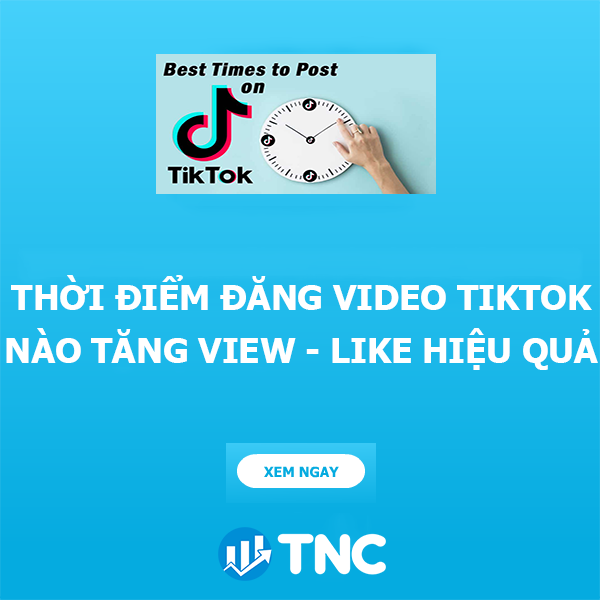 Best Times to Post
on
TikTok
THỜI ĐIỂM ĐĂNG VIDEO TIKTOK
NÀO TĂNG VIEW - LIKE HIỆU QUẢ
XEM NGAY
TNC